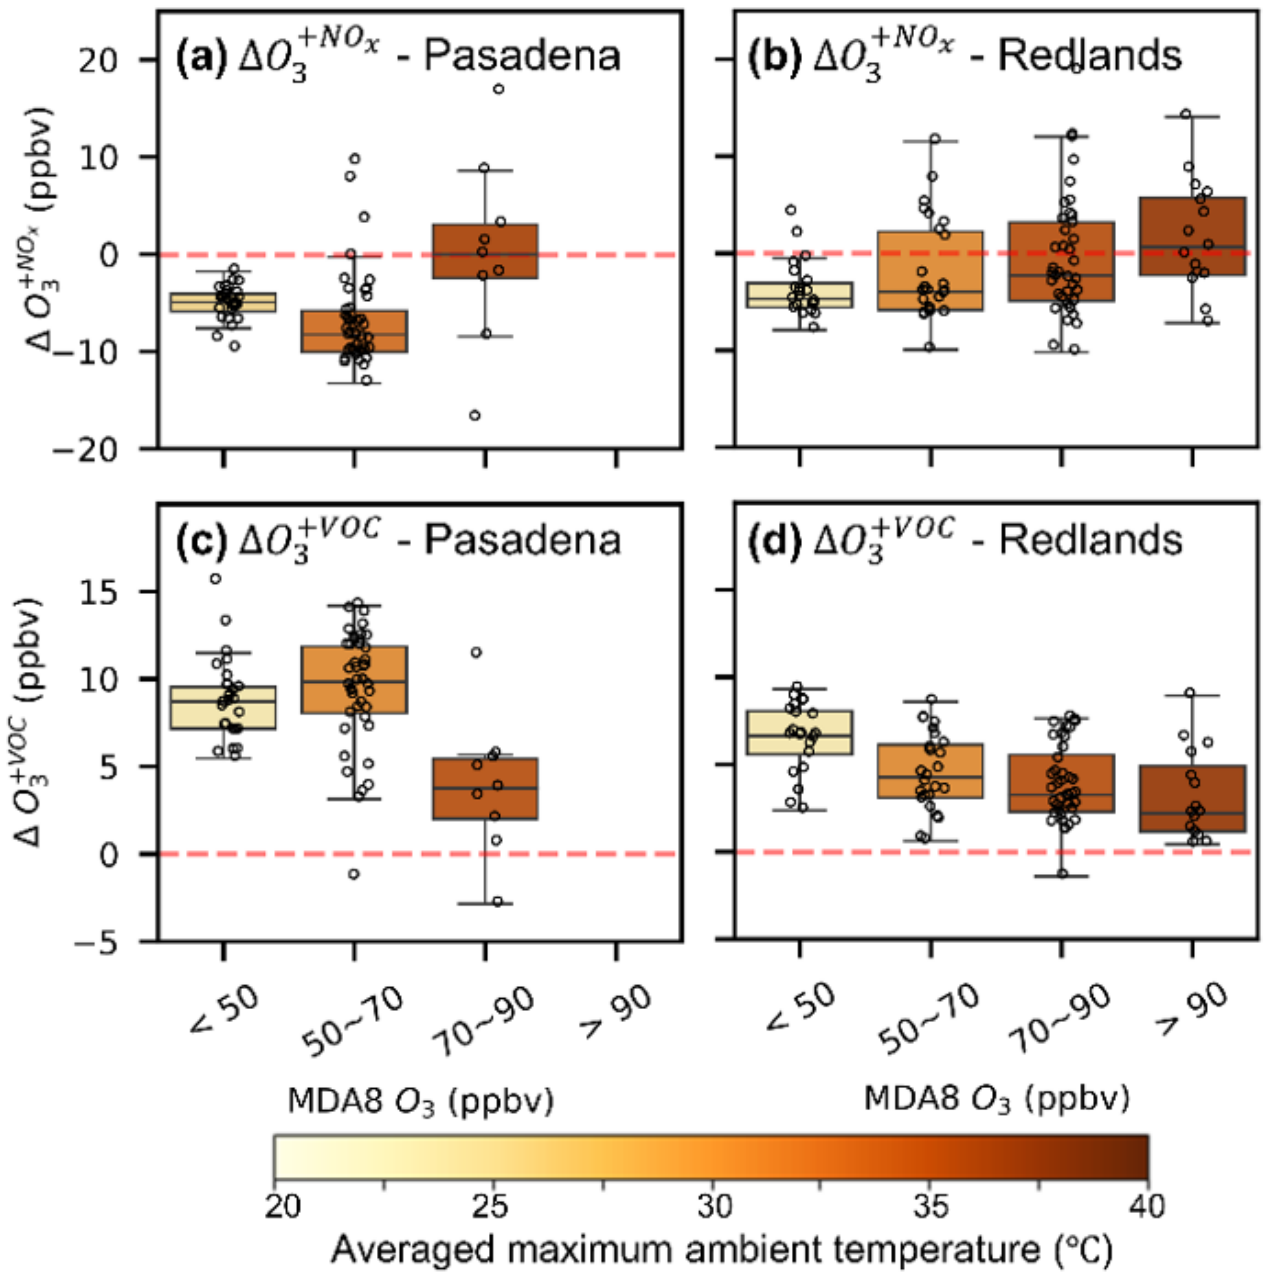 (a) ΔO₃⁺ᴺᴼˣ - Pasadena
(b) ΔO₃⁺ᴺᴼˣ - Redlands
Δ O₃⁺ᴺᴼˣ (ppbv)
20
10
0
−10
−20
(c) ΔO₃⁺ⱽᴼᶜ - Pasadena
(d) ΔO₃⁺ⱽᴼᶜ - Redlands
Δ O₃⁺ⱽᴼᶜ (ppbv)
15
10
5
0
−5
< 50 50~70 70~90 > 90
< 50 50~70 70~90 > 90
MDA8 O₃ (ppbv)
MDA8 O₃ (ppbv)
20 25 30 35 40
Averaged maximum ambient temperature (°C)